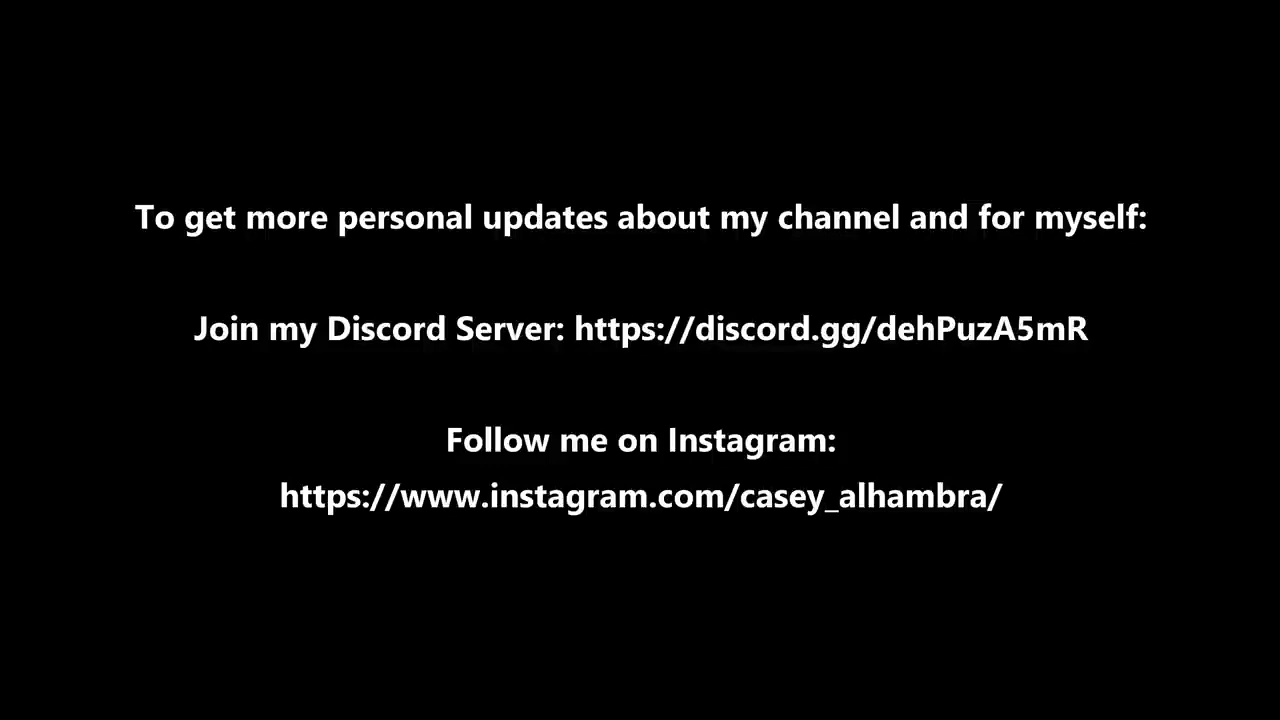 To get more personal updates about my channel and for myself:
Join my Discord Server: https://discord.gg/dehPuzA5mR
Follow me on Instagram:
https://www.instagram.com/casey_alhambra/